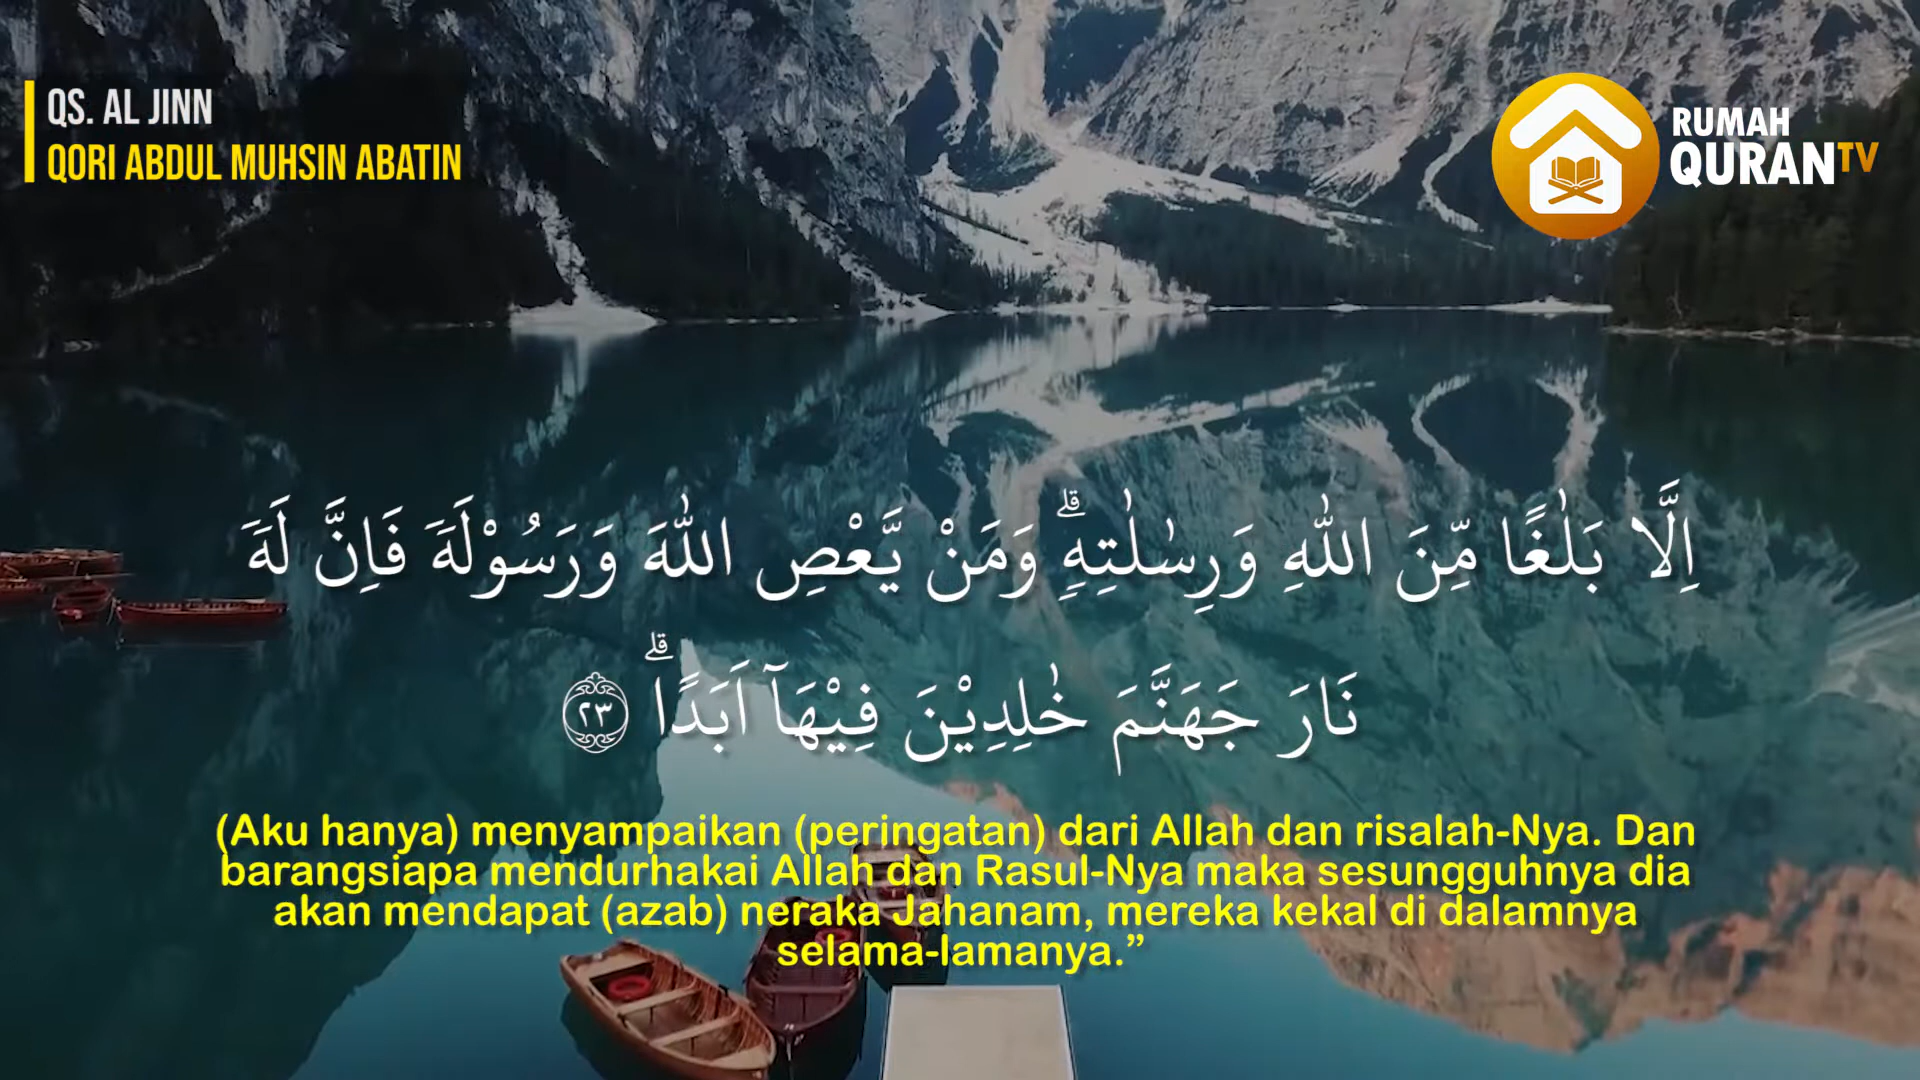 QS. AL JINN
QORI ABDUL MUHSIN ABATIN
RUMAH
QURANTV
اِلَّا بَلٰغًا مِّنَ اللّٰهِ وَرِسٰلٰتِهٖۗ وَمَنْ يَّعْصِ اللّٰهَ وَرَسُوْلَهٗ فَاِنَّ لَهٗ
نَارَ جَهَنَّمَ خٰلِدِيْنَ فِيْهَآ اَبَدًاۗ ٢٣
(Aku hanya) menyampaikan (peringatan) dari Allah dan risalah-Nya. Dan
barangsiapa mendurhakai Allah dan Rasul-Nya maka sesungguhnya dia
akan mendapat (azab) neraka Jahanam, mereka kekal di dalamnya
selama-lamanya.”